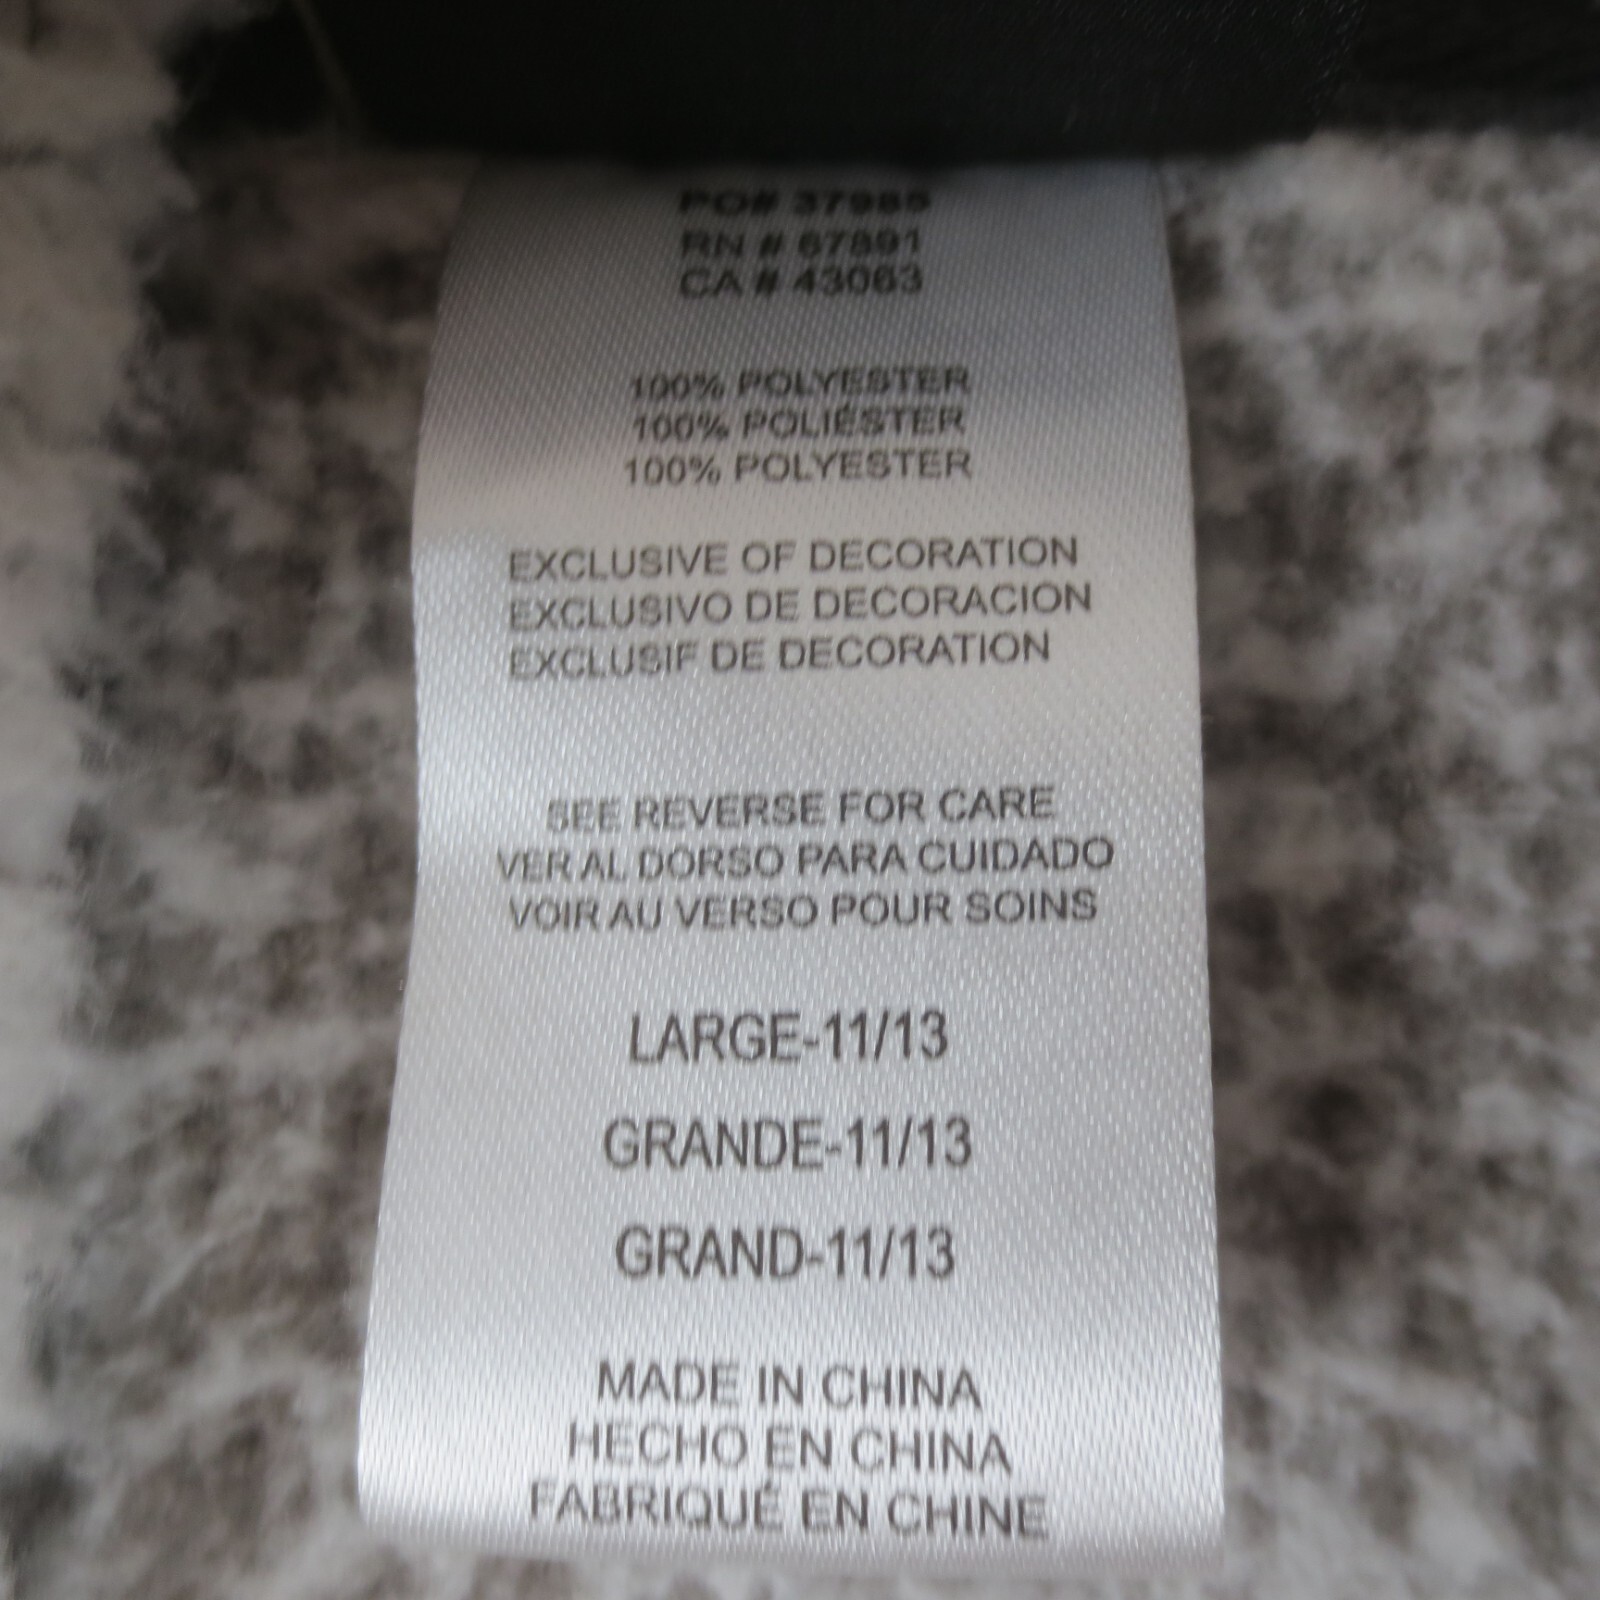 PO# 37985
RN # 67891
CA # 43063
100% POLYESTER
100% POLIÉSTER
100% POLYESTER
EXCLUSIVE OF DECORATION
EXCLUSIVO DE DECORACION
EXCLUSIF DE DECORATION
SEE REVERSE FOR CARE
VER AL DORSO PARA CUIDADO
VOIR AU VERSO POUR SOINS
LARGE-11/13
GRANDE-11/13
GRAND-11/13
MADE IN CHINA
HECHO EN CHINA
FABRIQUÉ EN CHINE